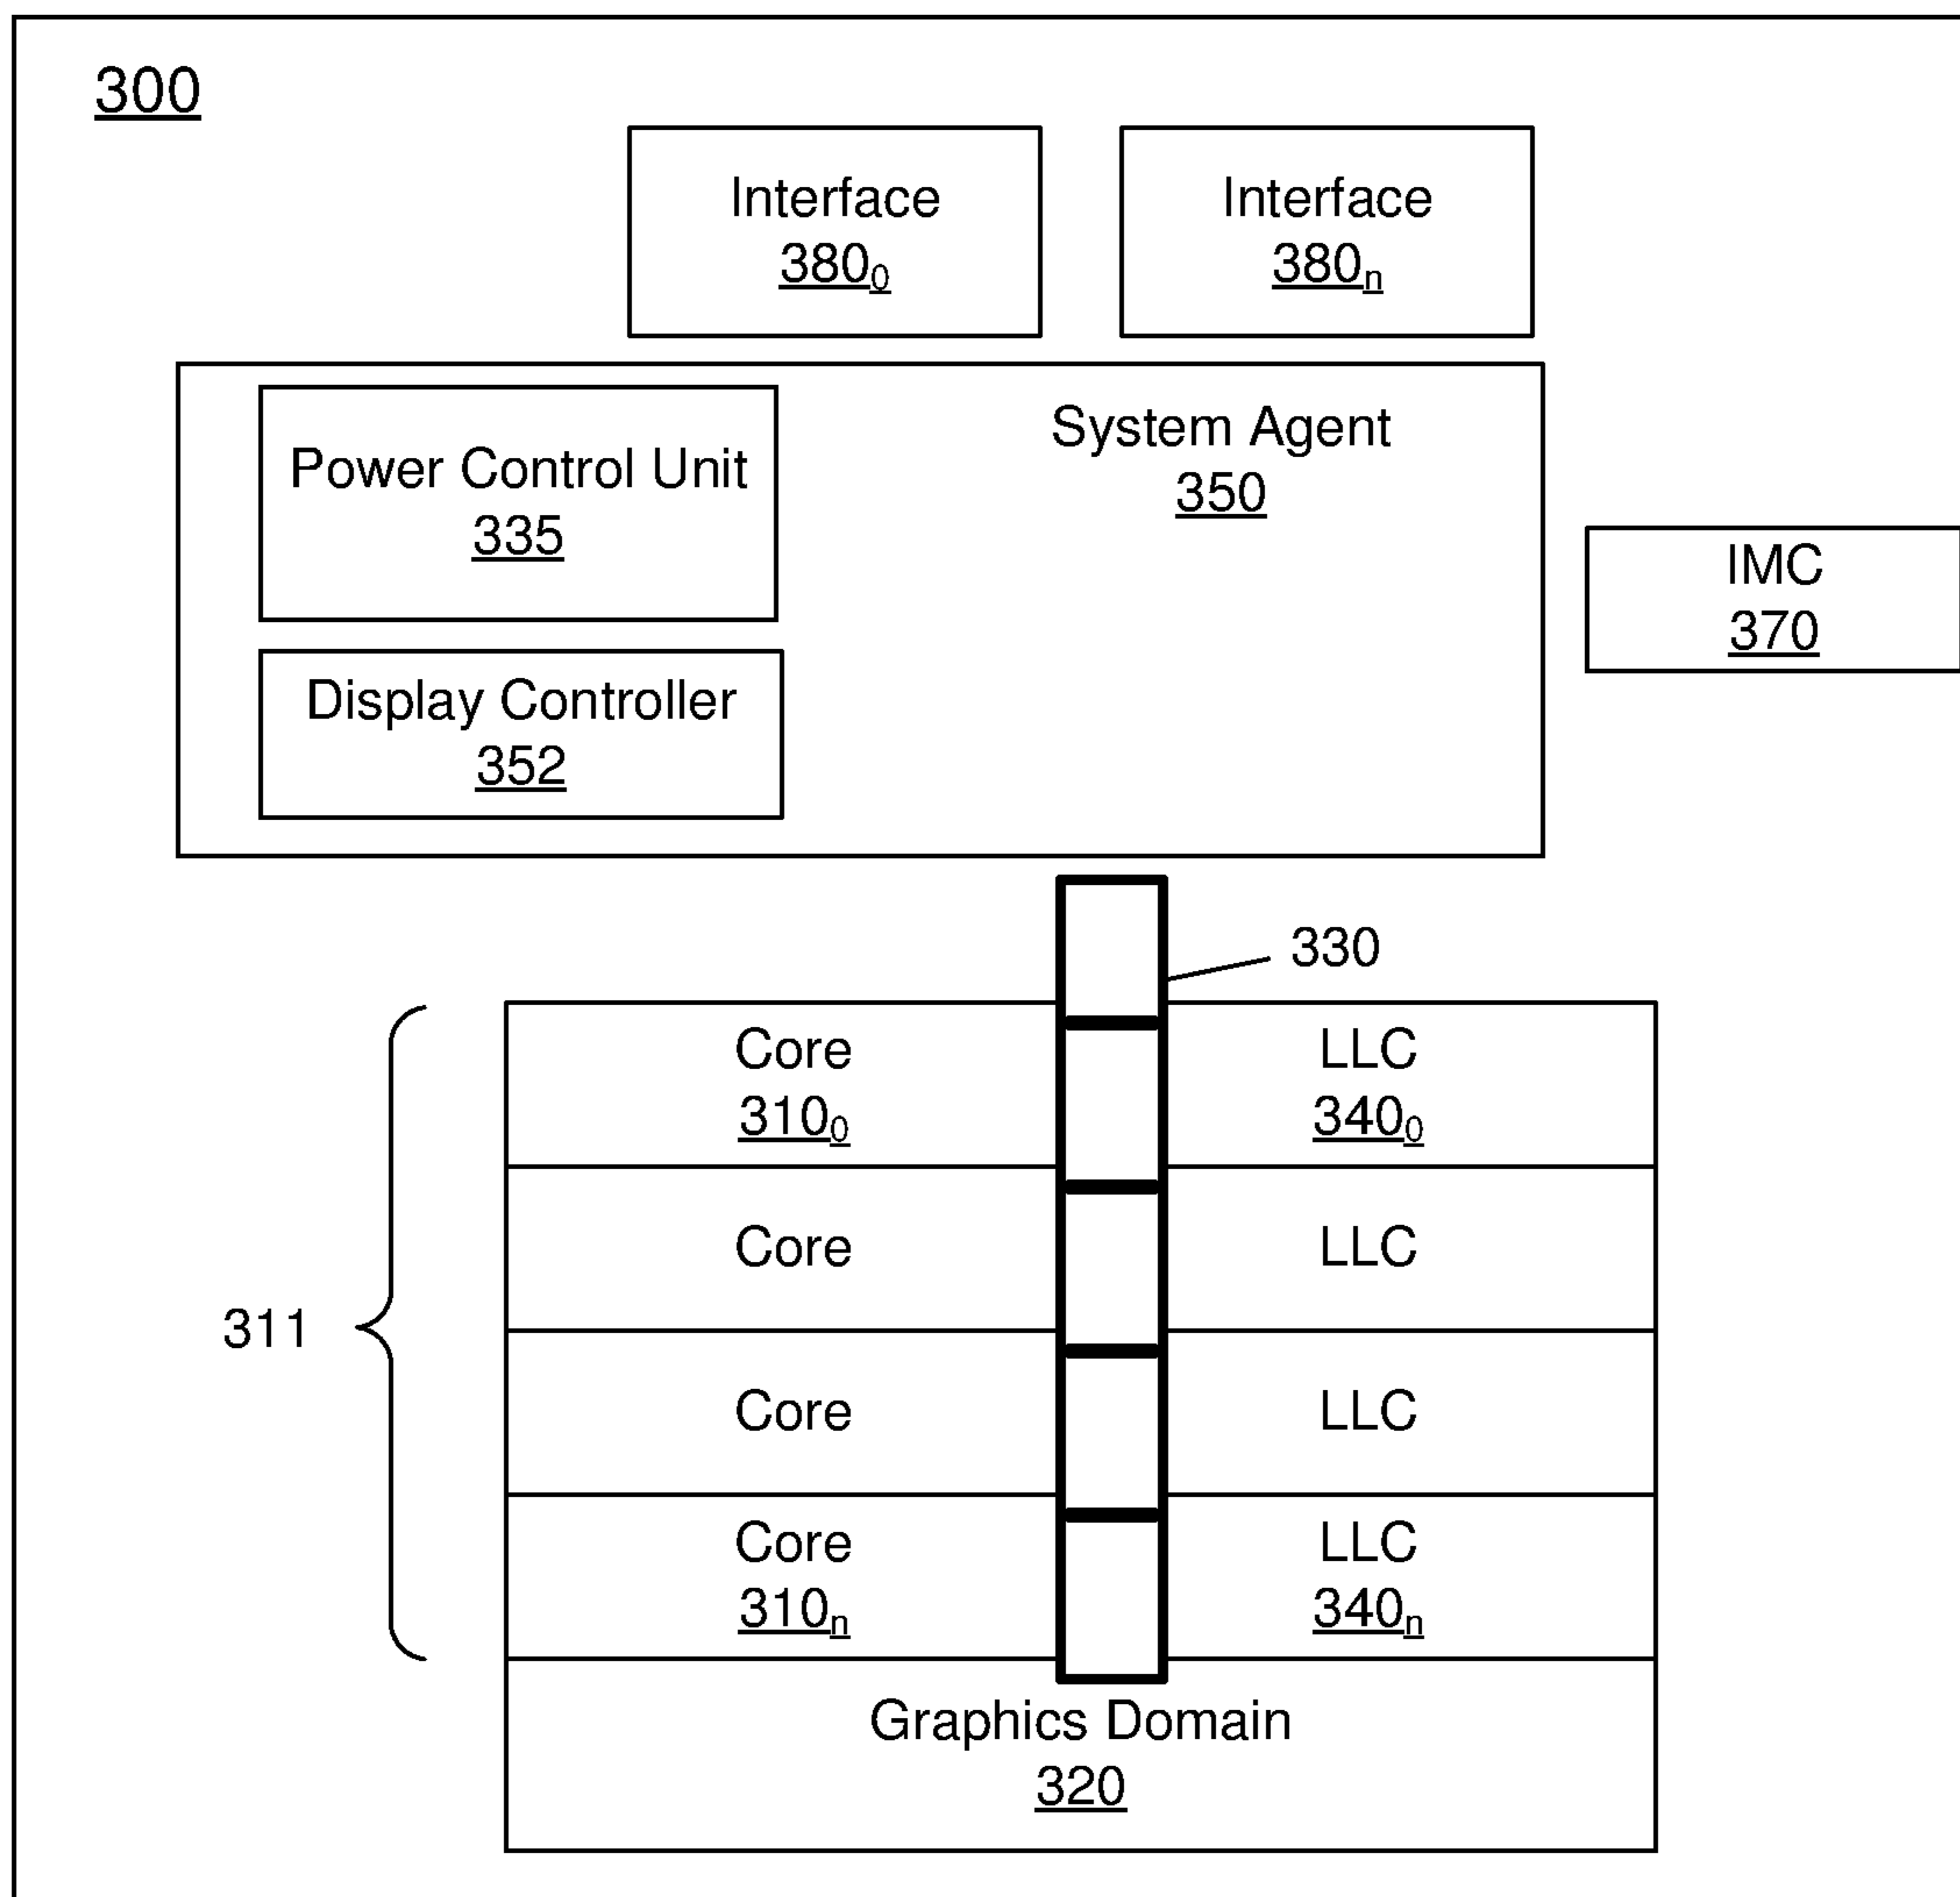 300
Interface
380₀
Interface
380ₙ
Power Control Unit
335
System Agent
350
Display Controller
352
IMC
370
330
311
Core
310₀
LLC
340₀
Core
LLC
Core
LLC
Core
310ₙ
LLC
340ₙ
Graphics Domain
320